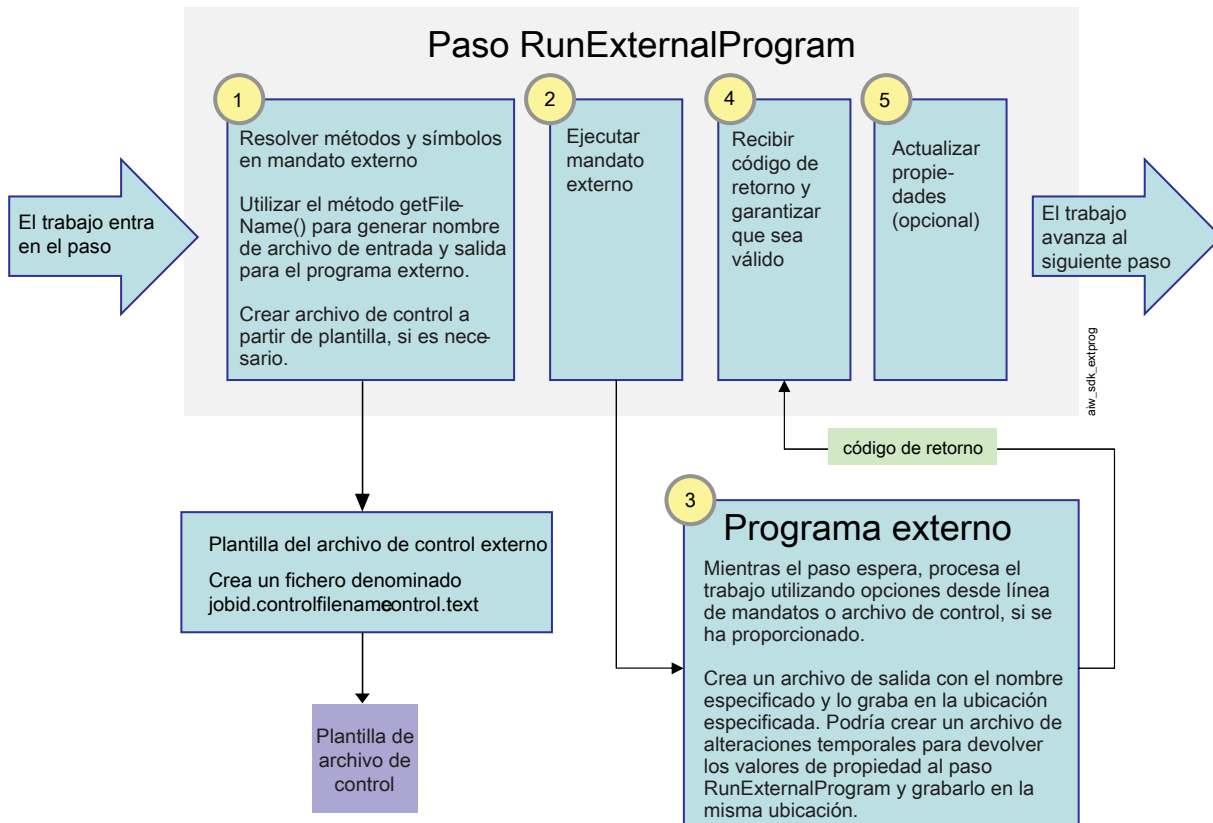 Paso RunExternalProgram
El trabajo entra
en el paso
1
Resolver métodos y símbolos
en mandato externo
Utilizar el método getFile-
Name() para generar nombre
de archivo de entrada y salida
para el programa externo.
Crear archivo de control a
partir de plantilla, si es nece-
sario.
2
Ejecutar
mandato
externo
4
Recibir
código de
retorno y
garantizar
que sea
válido
5
Actualizar
propie-
dades
(opcional)
El trabajo
avanza al
siguiente paso
aiw_sdk_extprog
código de retorno
Plantilla del archivo de control externo
Crea un fichero denominado
jobid.controlfilename.control.text
Plantilla de
archivo de
control
3
Programa externo
Mientras el paso espera, procesa el
trabajo utilizando opciones desde línea
de mandatos o archivo de control, si se
ha proporcionado.
Crea un archivo de salida con el nombre
especificado y lo graba en la ubicación
especificada. Podría crear un archivo de
alteraciones temporales para devolver
los valores de propiedad al paso
RunExternalProgram y grabarlo en la
misma ubicación.